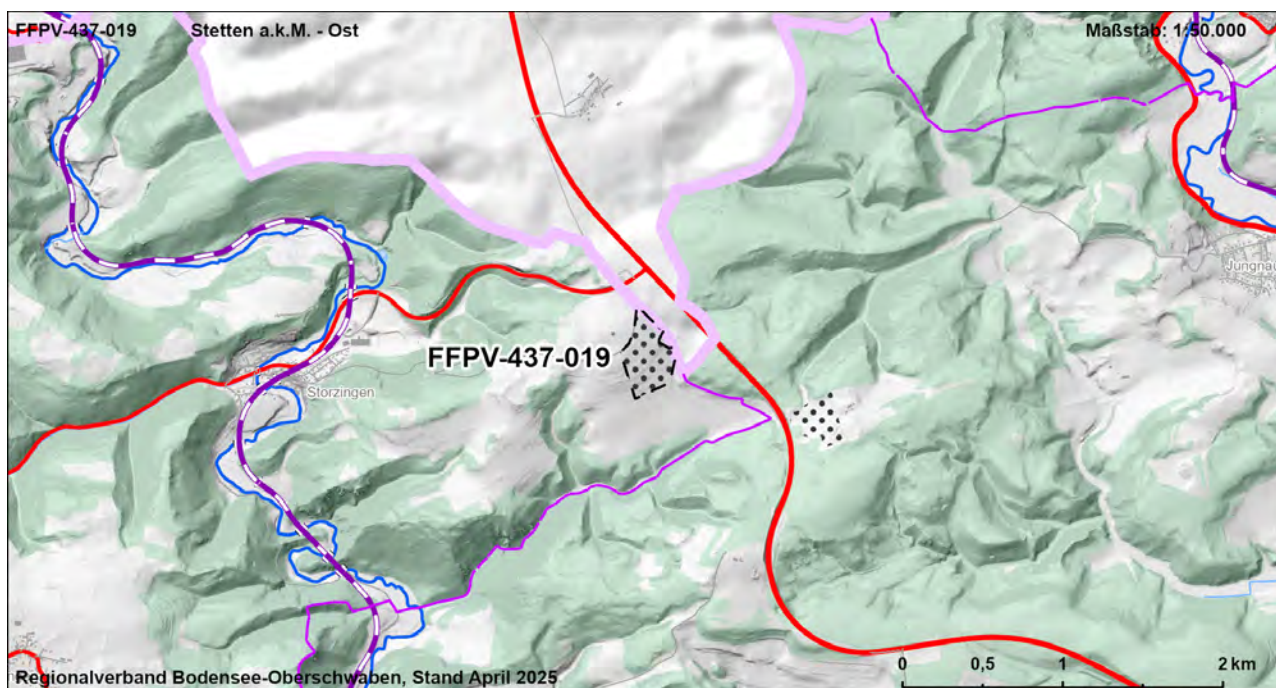 FFPV-437-019 Stetten a.k.M. - Ost Maßstab: 1:50.000
Jungnau
FFPV-437-019
Storzingen
0 0,5 1 2 km
Regionalverband Bodensee-Oberschwaben, Stand April 2025